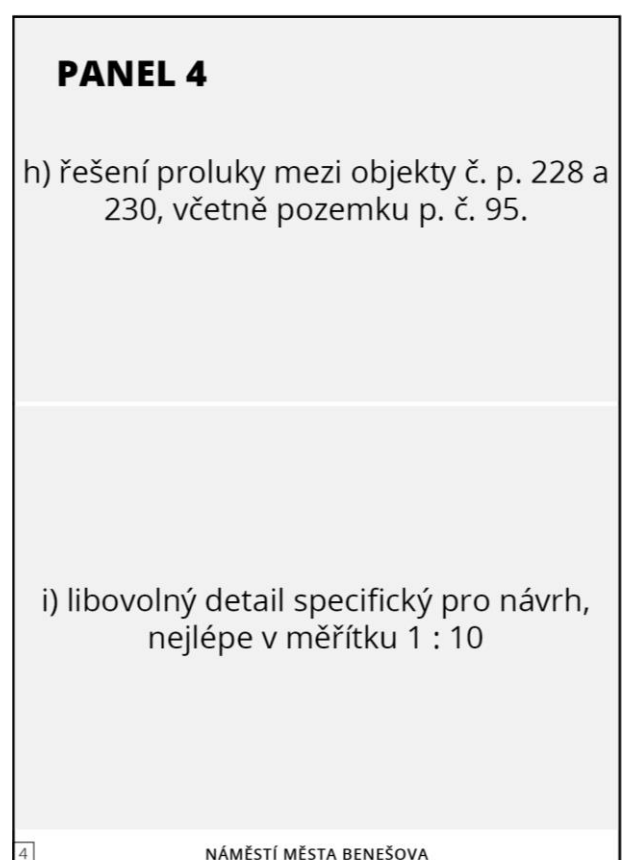 PANEL 4
h) řešení proluky mezi objekty č. p. 228 a
230, včetně pozemku p. č. 95.
i) libovolný detail specifický pro návrh,
nejlépe v měřítku 1 : 10
4
NÁMĚSTÍ MĚSTA BENEŠOVA